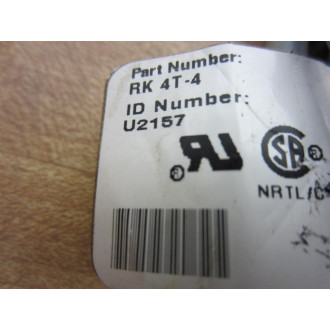 Part Number:
RK 4T-4
ID Number:
U2157
NRTL/C